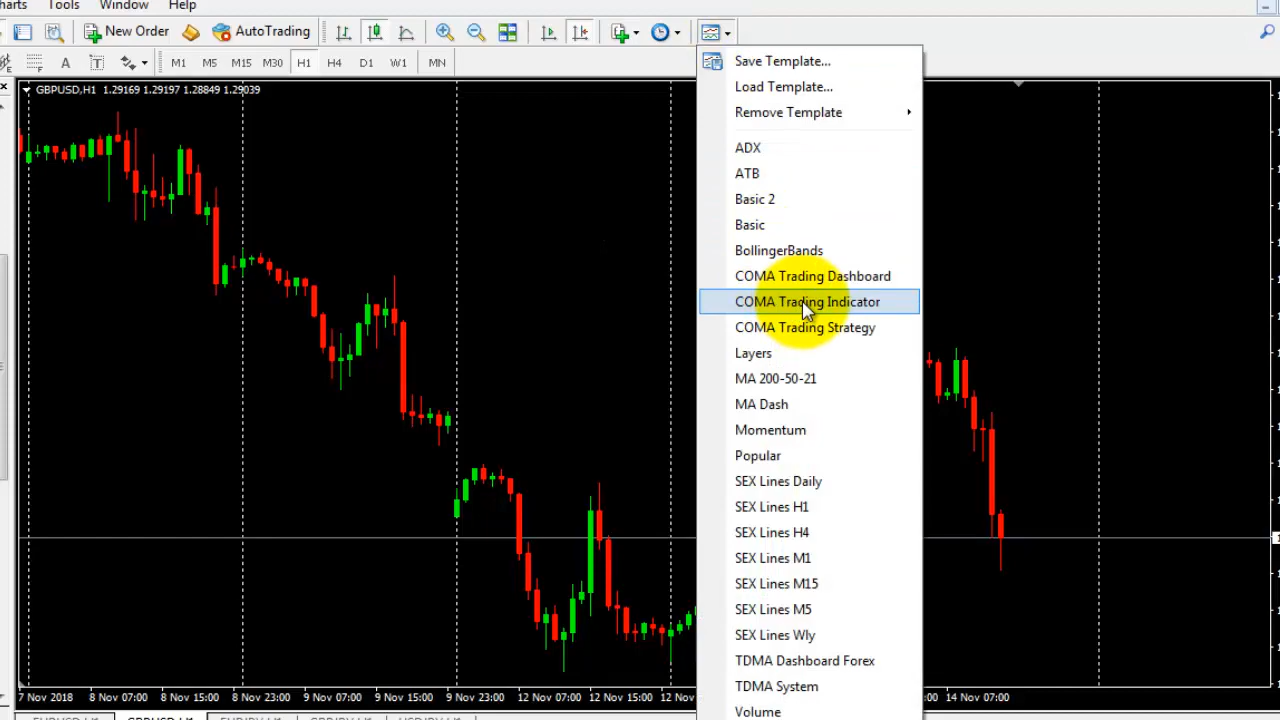 harts Tools Window Help
New Order AutoTrading
A T M1 M5 M15 M30 H1 H4 D1 W1 MN
GBPUSD,H1 1.29169 1.29197 1.28849 1.29039
Save Template...
Load Template...
Remove Template
ADX
ATB
Basic 2
Basic
BollingerBands
COMA Trading Dashboard
COMA Trading Indicator
COMA Trading Strategy
Layers
MA 200-50-21
MA Dash
Momentum
Popular
SEX Lines Daily
SEX Lines H1
SEX Lines H4
SEX Lines M1
SEX Lines M15
SEX Lines M5
SEX Lines Wly
TDMA Dashboard Forex
TDMA System
Volume
7 Nov 2018 8 Nov 07:00 8 Nov 15:00 8 Nov 23:00 9 Nov 07:00 9 Nov 15:00 9 Nov 23:00 12 Nov 07:00 12 Nov 15:00 12 Nov :00 14 Nov 07:00